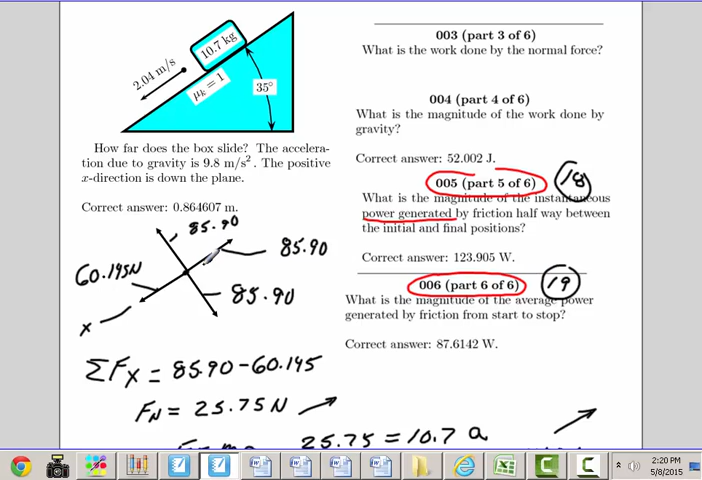 10.7 kg
2.04 m/s
μk = 1
35°
How far does the box slide? The accelera-
tion due to gravity is 9.8 m/s². The positive
x-direction is down the plane.
Correct answer: 0.864607 m.
85.90
85.90
60.195N
85.90
x
ΣFx = 85.90-60.145
FN = 25.75N
25.75 = 10.7 a
003 (part 3 of 6)
What is the work done by the normal force?
004 (part 4 of 6)
What is the magnitude of the work done by
gravity?
Correct answer: 52.002 J.
005 (part 5 of 6)
18
What is the magnitude of the instantaneous
power generated by friction half way between
the initial and final positions?
Correct answer: 123.905 W.
006 (part 6 of 6)
19
What is the magnitude of the average power
generated by friction from start to stop?
Correct answer: 87.6142 W.
2:20 PM
5/8/2015